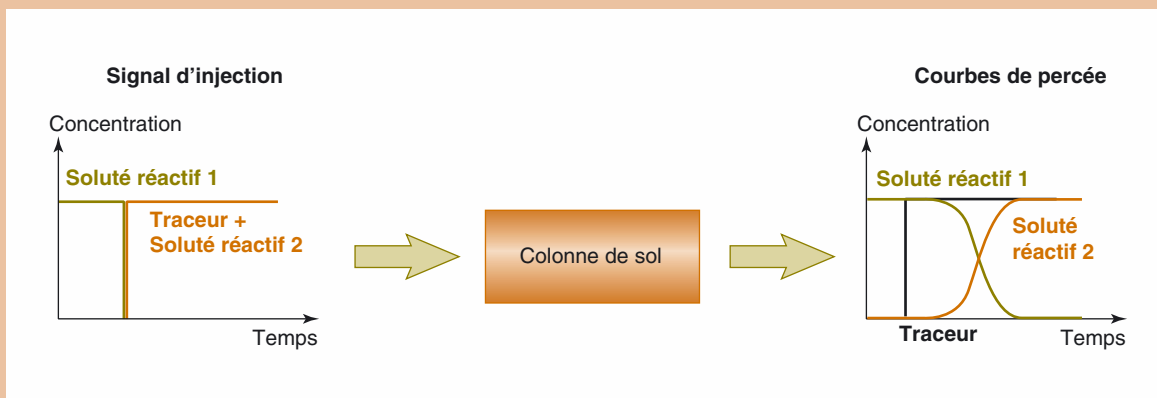 Signal d'injection
Concentration
Soluté réactif 1
Traceur +
Soluté réactif 2
Temps
Colonne de sol
Courbes de percée
Concentration
Soluté réactif 1
Soluté
réactif 2
Traceur
Temps